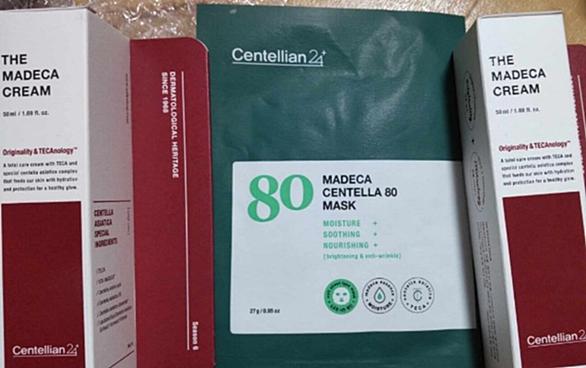 THE
MADECA
CREAM
50ml / 1.69 fl. oz.
Originality & TECAnology™
A total care cream with TECA and
special centella asiatica complex
that feeds our skin with hydration
and protection for a healthy glow.
Centellian24+
CENTELLA
ASIATICA
SPECIAL
INGREDIENTS
DERMATOLOGICAL HERITAGE
SINCE 1968
Season 6
Centellian24+
80
MADECA
CENTELLA 80
MASK
MOISTURE +
SOOTHING +
NOURISHING +
(brightening & anti-wrinkle)
MOISTURE
TECA
27g / 0.95 oz
THE
MADECA
CREAM
50ml / 1.69 fl. oz.
Originality & TECAnology™
A total care cream with TECA and
special centella asiatica complex
that feeds our skin with hydration
and protection for a healthy glow.
Centellian24